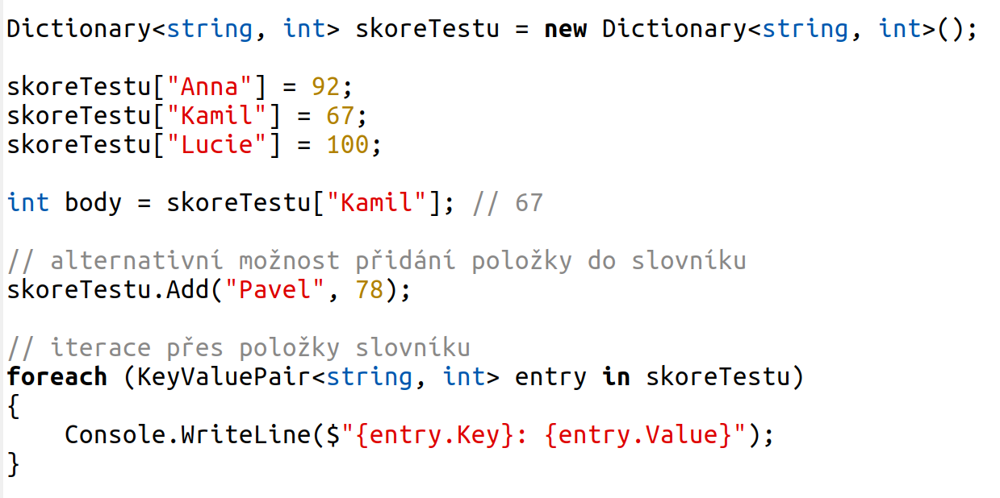 Dictionary<string, int> skoreTestu = new Dictionary<string, int>();
skoreTestu["Anna"] = 92;
skoreTestu["Kamil"] = 67;
skoreTestu["Lucie"] = 100;
int body = skoreTestu["Kamil"]; // 67
// alternativní možnost přidání položky do slovníku
skoreTestu.Add("Pavel", 78);
// iterace přes položky slovníku
foreach (KeyValuePair<string, int> entry in skoreTestu)
{
    Console.WriteLine($"{entry.Key}: {entry.Value}");
}